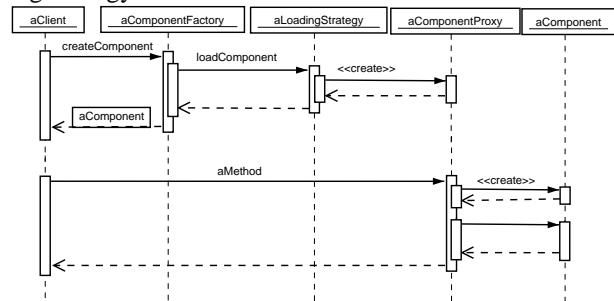 aClient
aComponentFactory
aLoadingStrategy
aComponentProxy
aComponent
createComponent
loadComponent
<<create>>
aComponent
aMethod
<<create>>